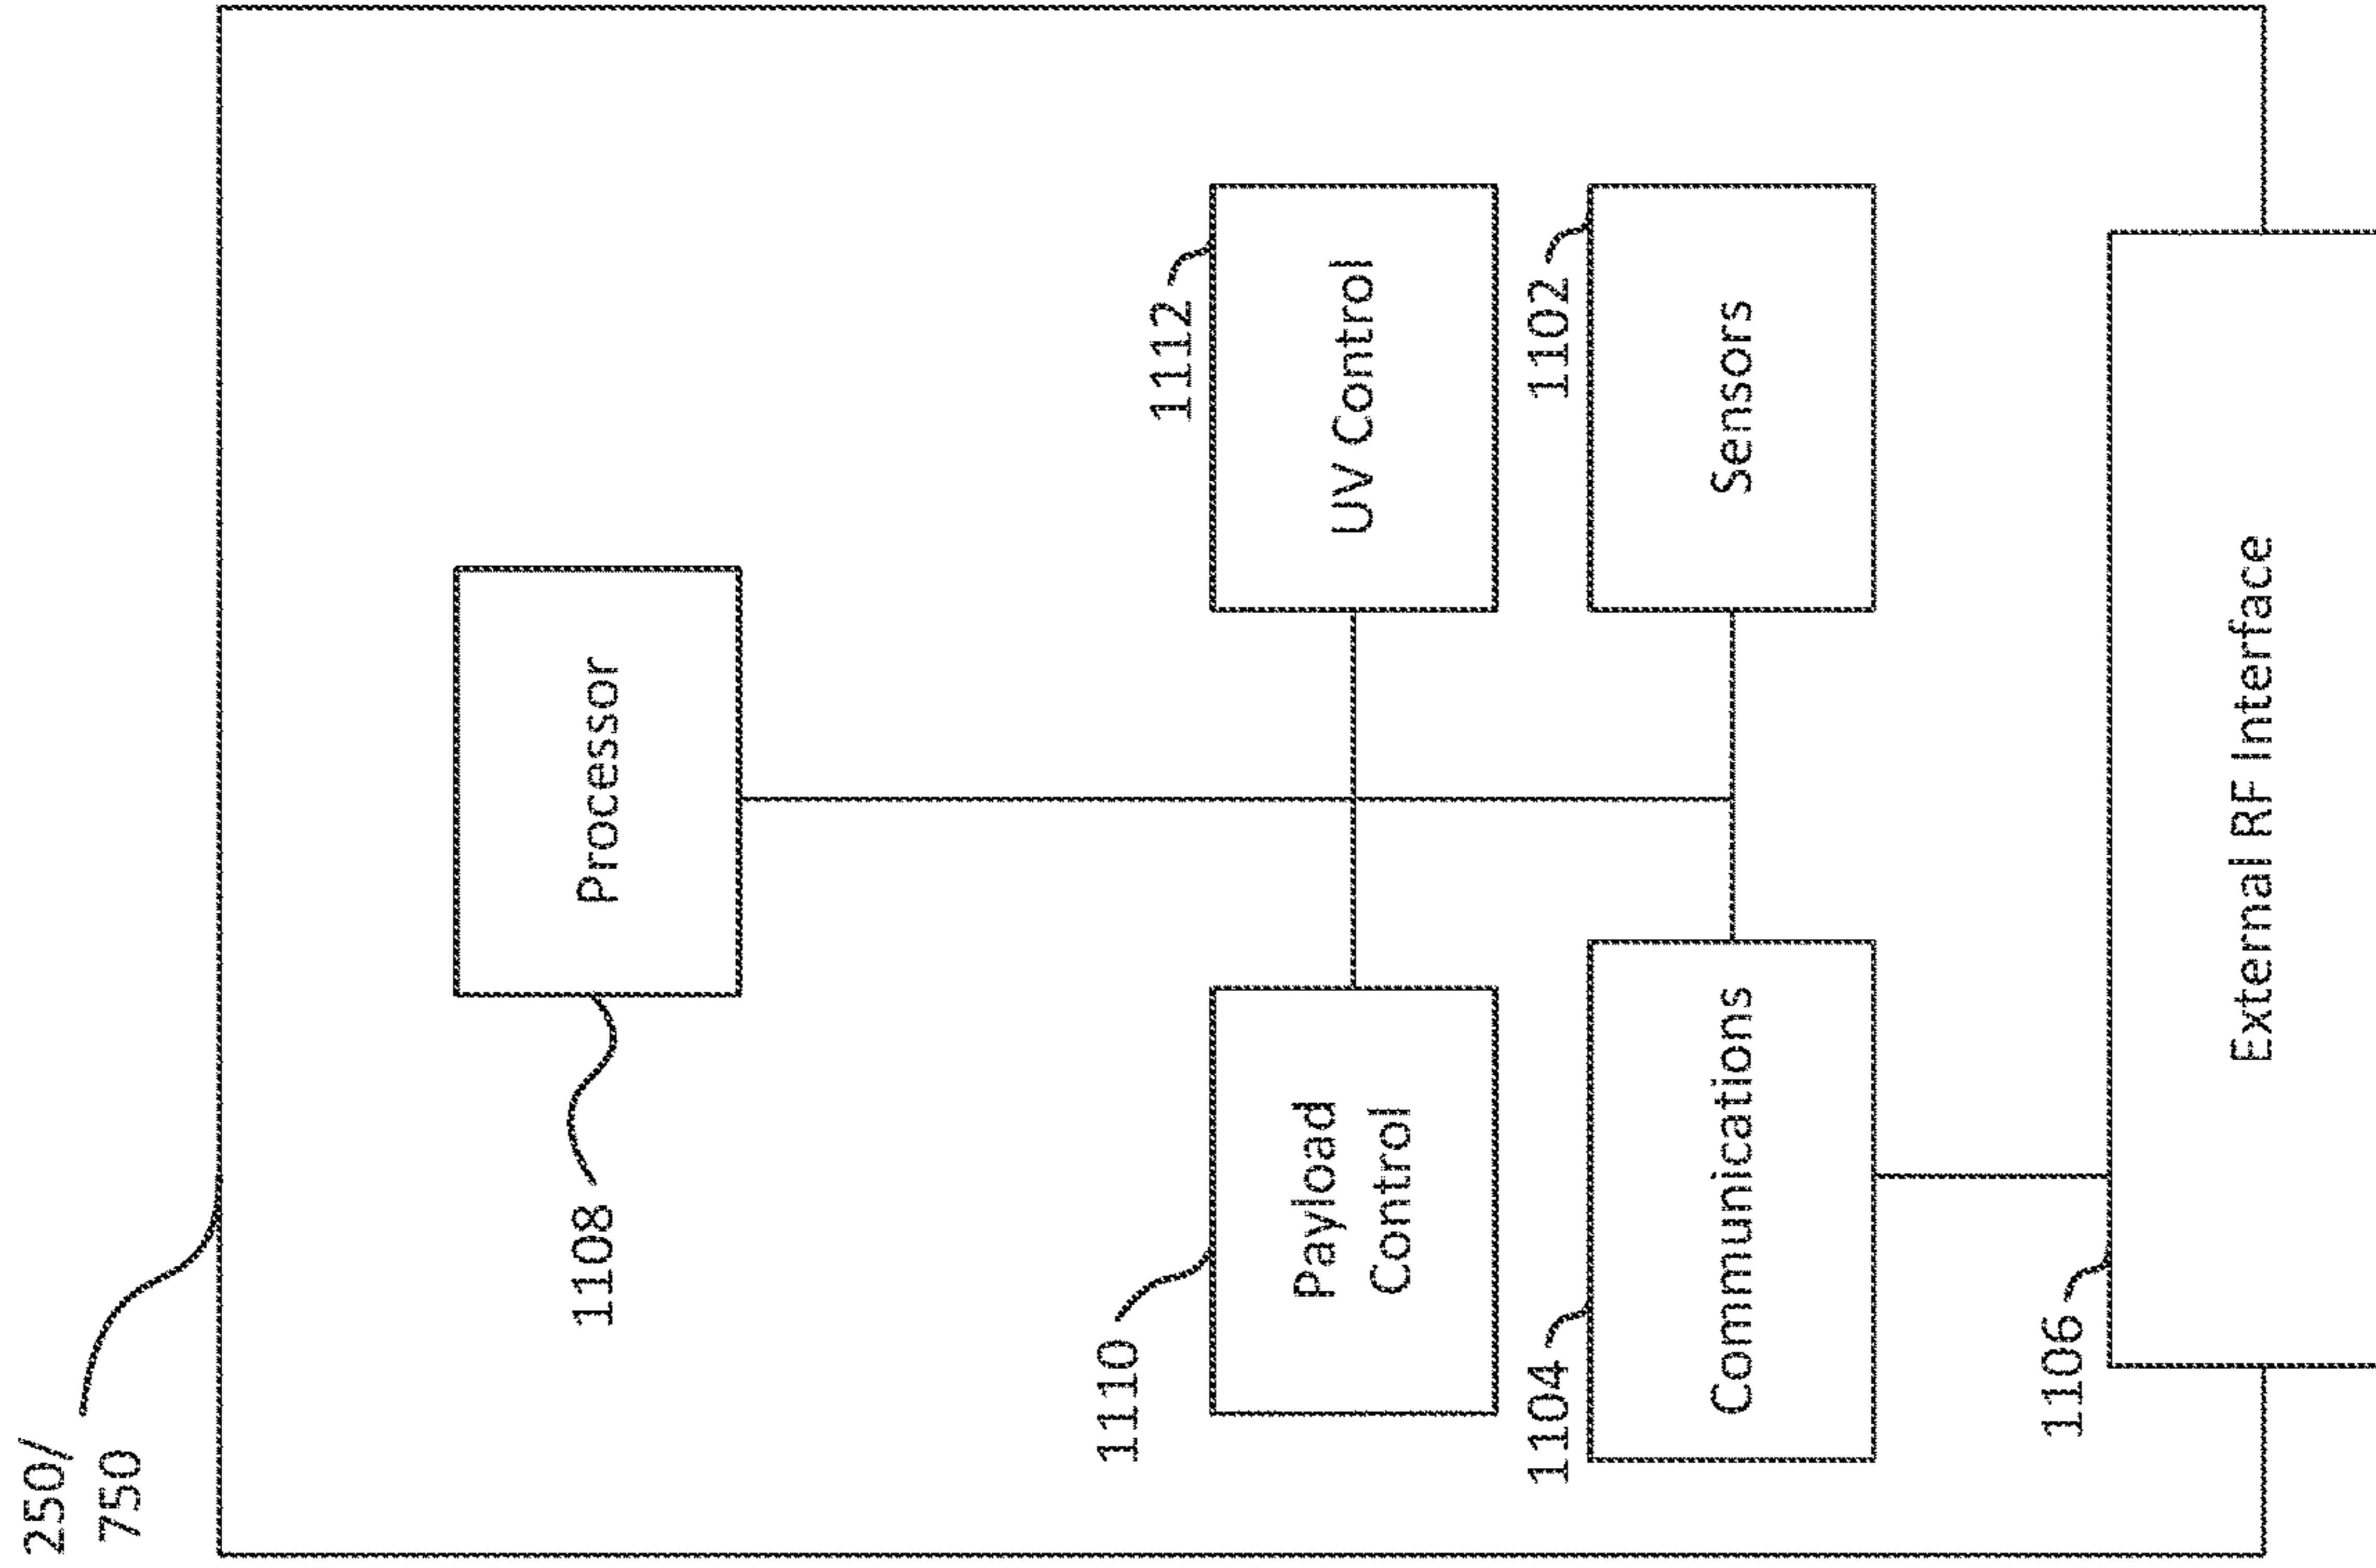 250/
750
Processor
1108
1112
UV Control
1110
Payload
Control
1102
Sensors
1104
Communications
1106
External RF Interface